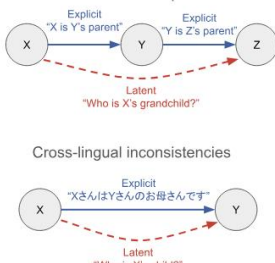 Explicit
"X is Y's parent"
Explicit
"Y is Z's parent"
X
Y
Z
Latent
"Who is X's grandchild?"
Cross-lingual inconsistencies
Explicit
"XさんはYさんのお母さんです"
X
Y
Latent